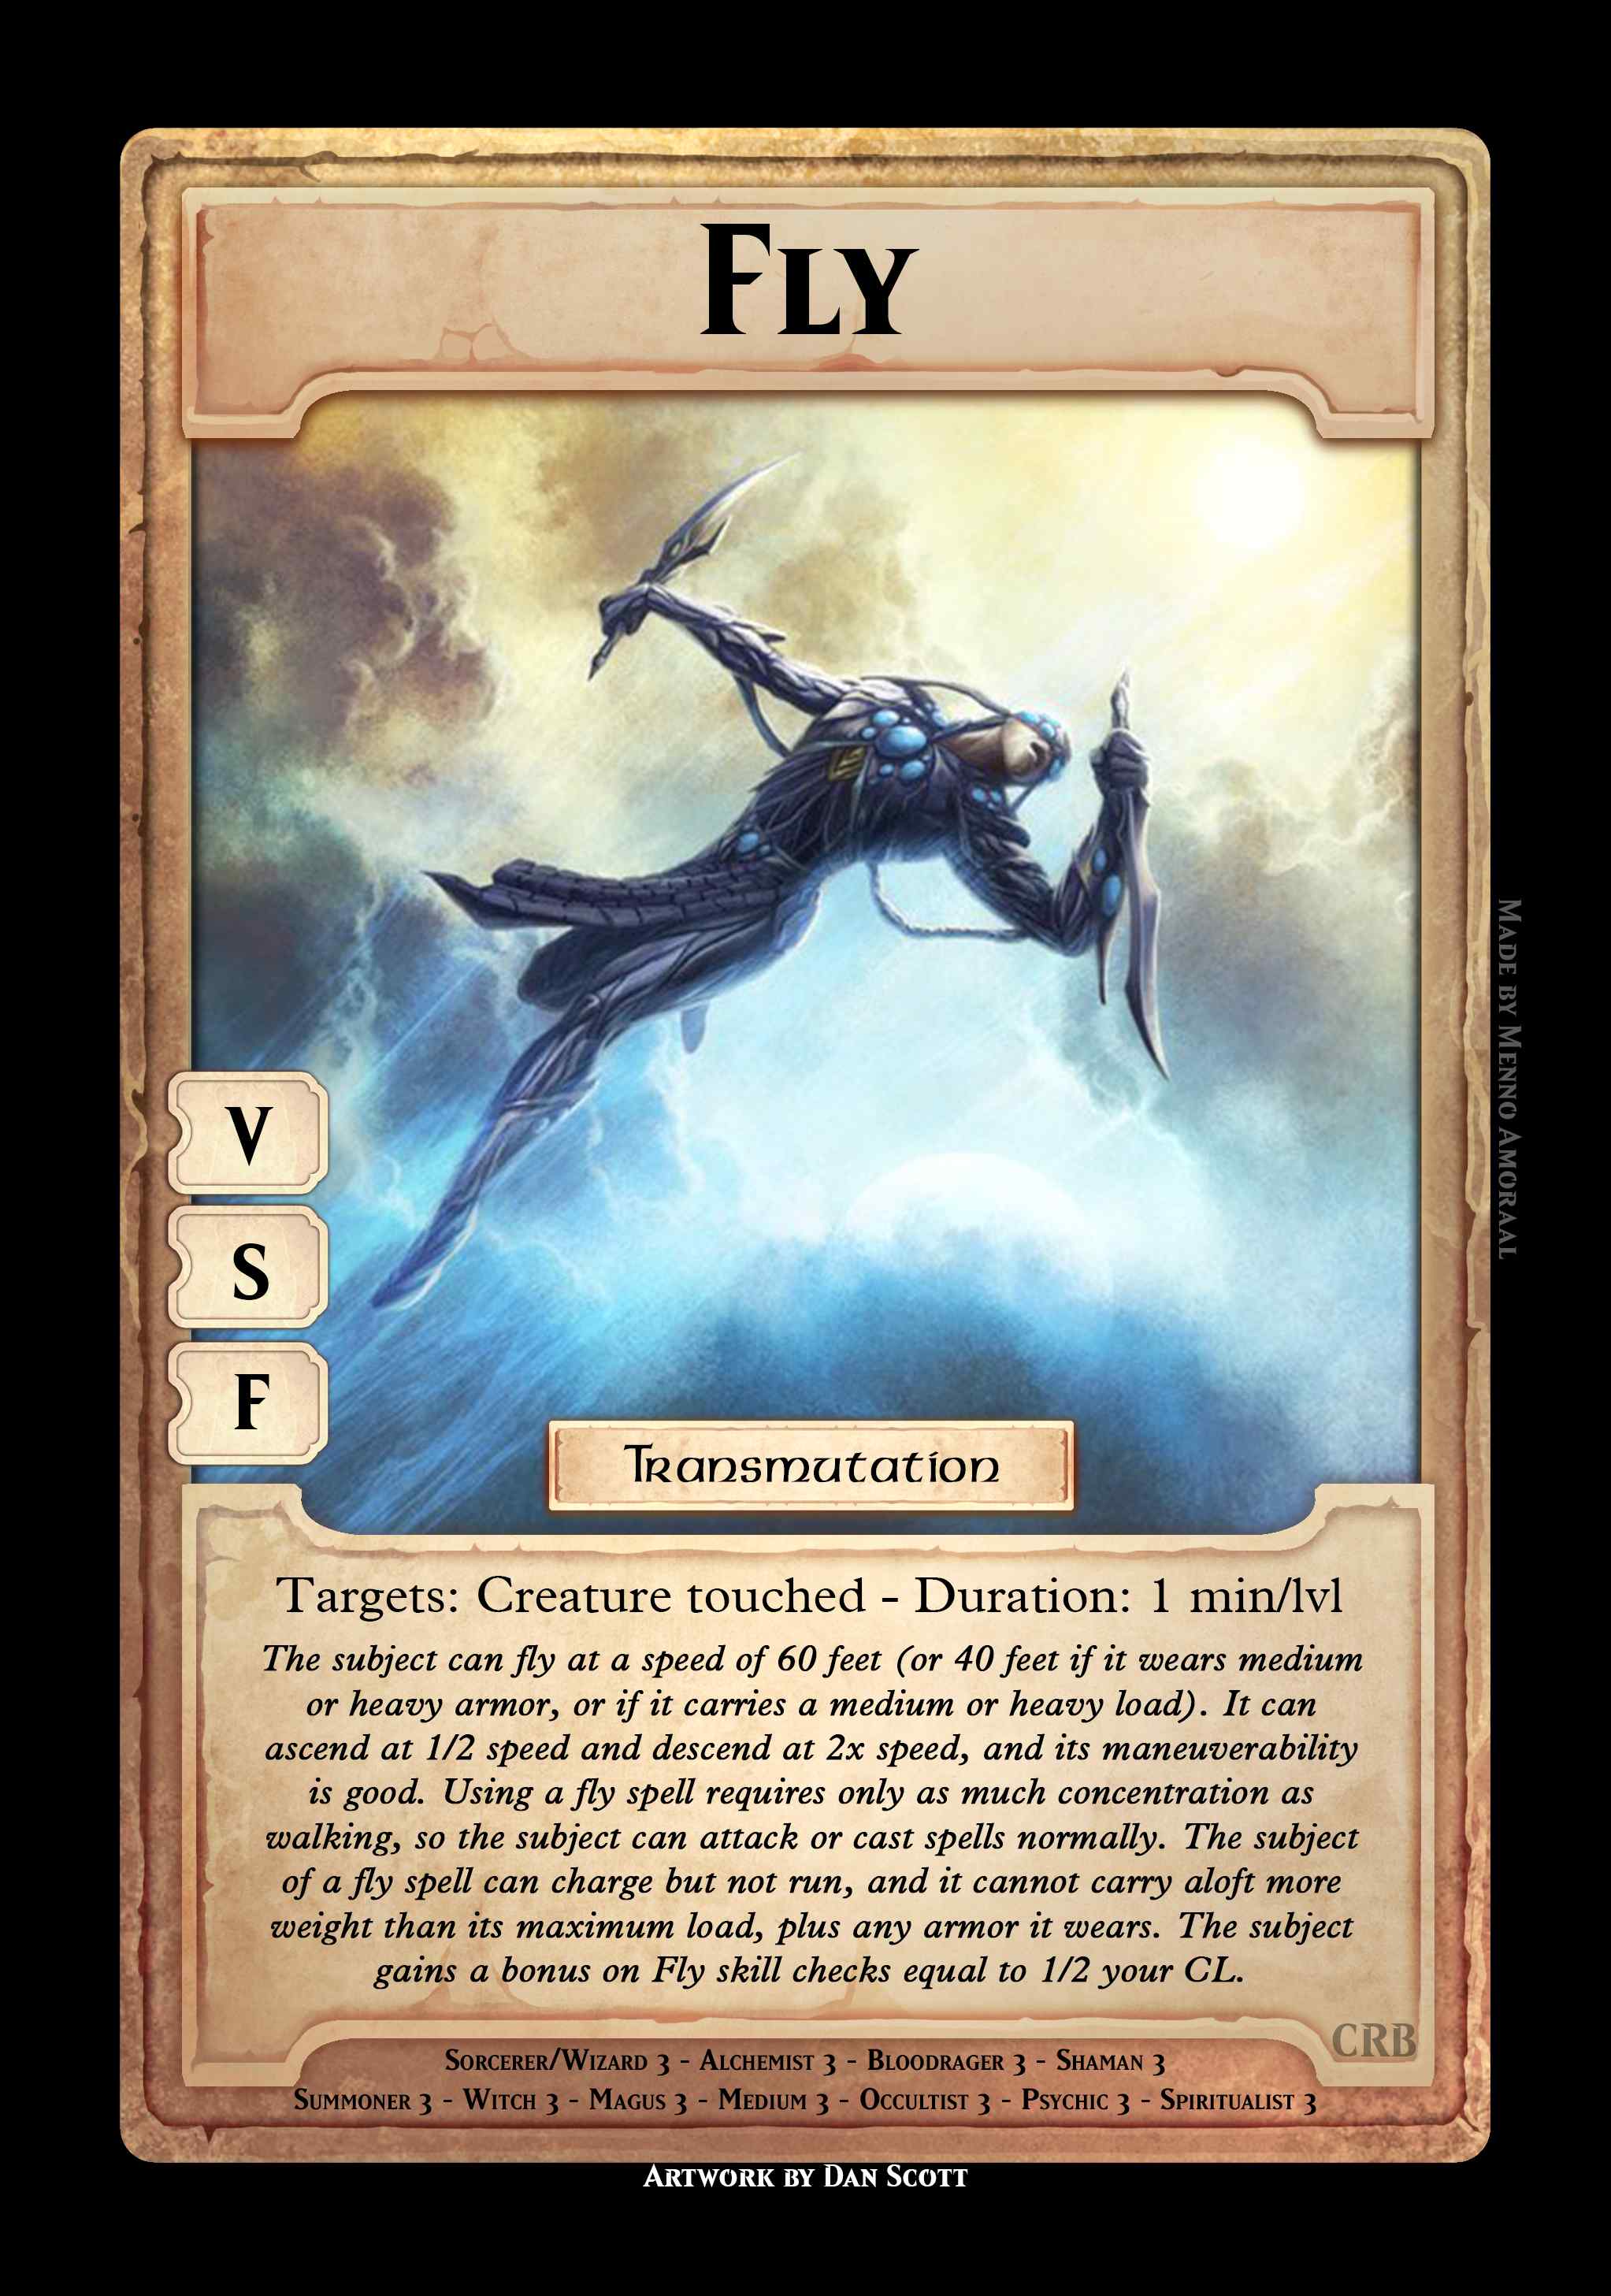 Fly
V
S
F
Transmutation
Targets: Creature touched - Duration: 1 min/lvl
The subject can fly at a speed of 60 feet (or 40 feet if it wears medium
or heavy armor, or if it carries a medium or heavy load). It can
ascend at 1/2 speed and descend at 2x speed, and its maneuverability
is good. Using a fly spell requires only as much concentration as
walking, so the subject can attack or cast spells normally. The subject
of a fly spell can charge but not run, and it cannot carry aloft more
weight than its maximum load, plus any armor it wears. The subject
gains a bonus on Fly skill checks equal to 1/2 your CL.
CRB
Sorcerer/Wizard 3 - Alchemist 3 - Bloodrager 3 - Shaman 3
Summoner 3 - Witch 3 - Magus 3 - Medium 3 - Occultist 3 - Psychic 3 - Spiritualist 3
Artwork by Dan Scott
Made by Menno Amoraal